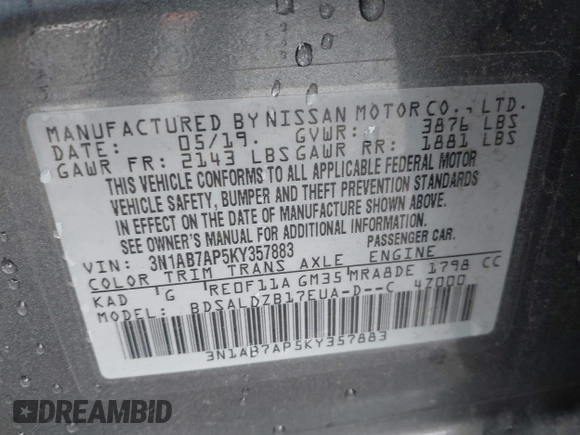 MANUFACTURED BY NISSAN MOTOR CO., LTD.
DATE: 05/19. GVWR: 3876 LBS
GAWR FR: 2143 LBS GAWR RR: 1881 LBS
THIS VEHICLE CONFORMS TO ALL APPLICABLE FEDERAL MOTOR
VEHICLE SAFETY, BUMPER AND THEFT PREVENTION STANDARDS
IN EFFECT ON THE DATE OF MANUFACTURE SHOWN ABOVE.
SEE OWNER'S MANUAL FOR ADDITIONAL INFORMATION.
VIN: 3N1AB7AP5KY357883 PASSENGER CAR.
COLOR TRIM TRANS AXLE ENGINE
KAD G RE0F11A GM35 MRA8DE 1798 CC
BDSALDZB17EUA-D--C 47000
3N1AB7AP5KY357883
DREAMBID